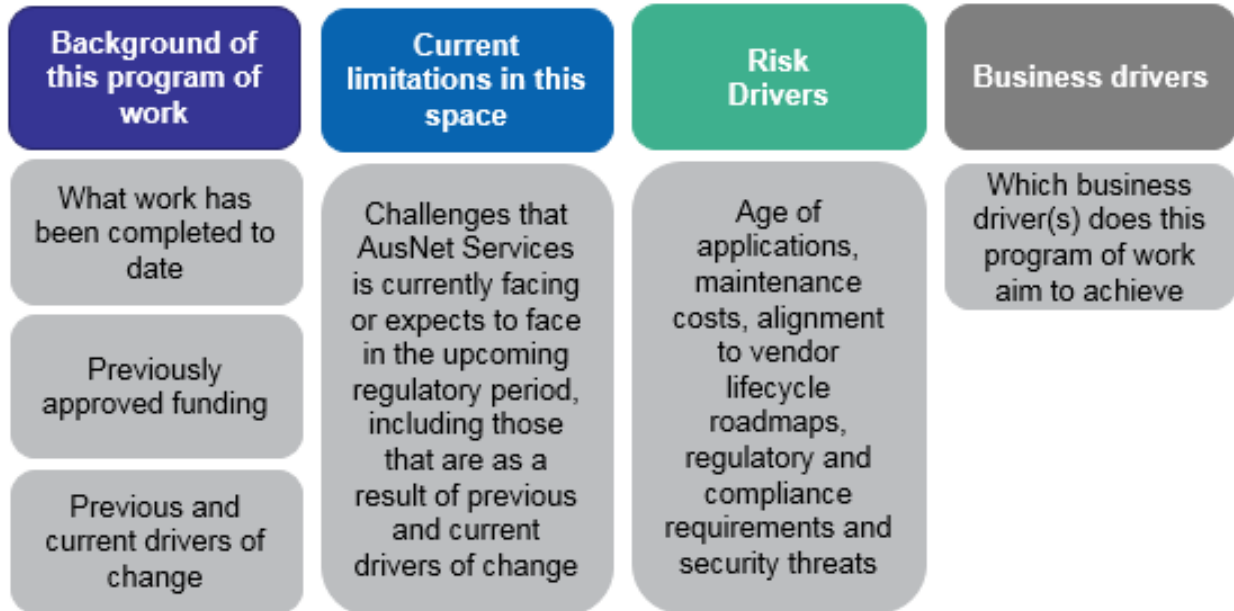 Background of
this program of
work
What work has
been completed to
date
Previously
approved funding
Previous and
current drivers of
change
Current
limitations in this
space
Challenges that
AusNet Services
is currently facing
or expects to face
in the upcoming
regulatory period,
including those
that are as a
result of previous
and current
drivers of change
Risk
Drivers
Age of
applications,
maintenance
costs, alignment
to vendor
lifecycle
roadmaps,
regulatory and
compliance
requirements and
security threats
Business drivers
Which business
driver(s) does this
program of work
aim to achieve